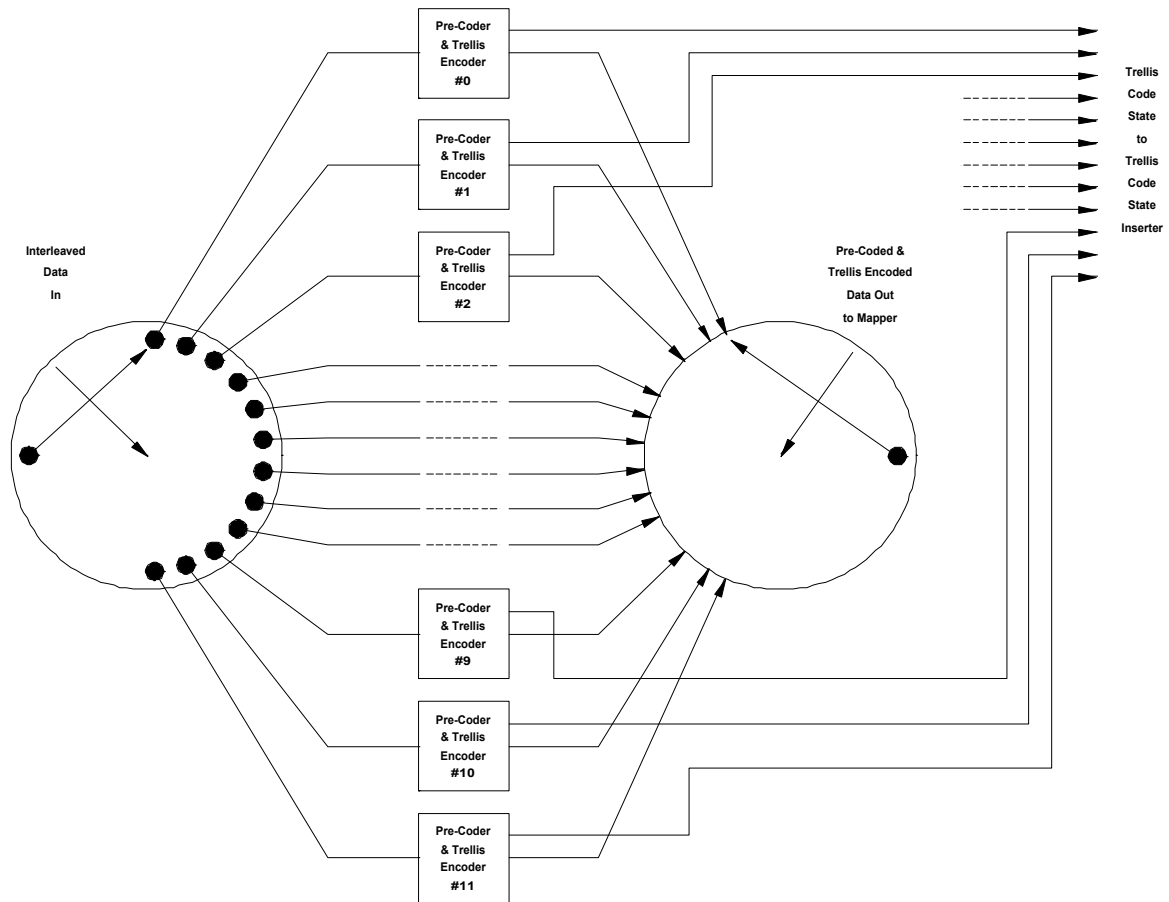 Pre-Coder
& Trellis
Encoder
#0
Pre-Coder
& Trellis
Encoder
#1
Pre-Coder
& Trellis
Encoder
#2
Trellis
Code
State
to
Trellis
Code
State
Inserter
Interleaved
Data
In
Pre-Coded &
Trellis Encoded
Data Out
to Mapper
Pre-Coder
& Trellis
Encoder
#9
Pre-Coder
& Trellis
Encoder
#10
Pre-Coder
& Trellis
Encoder
#11